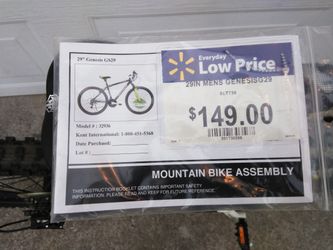 29" Genesis GS29
Model #: 32936
Kent International: 1-800-451-5368
Date Purchased:
Lot #:
Everyday
Low Price
29IN MENS GENESISG29
$149.00
MOUNTAIN BIKE ASSEMBLY
THIS INSTRUCTION BOOKLET CONTAINS IMPORTANT SAFETY
INFORMATION. PLEASE READ AND KEEP FOR FUTURE REFERENCE.